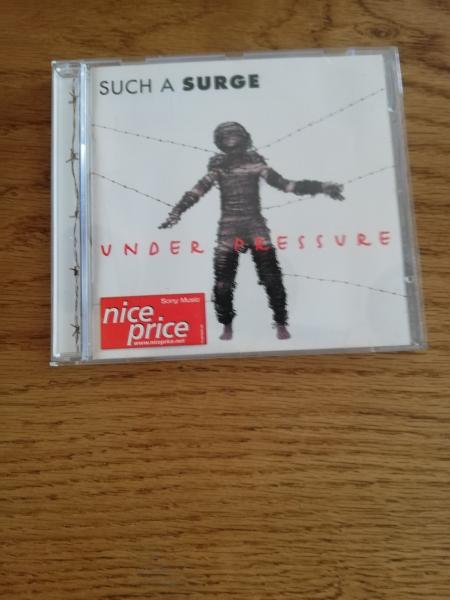 SUCH A SURGE
UNDER PRESSURE
Sony Music
nice
price
www.niceprice.net